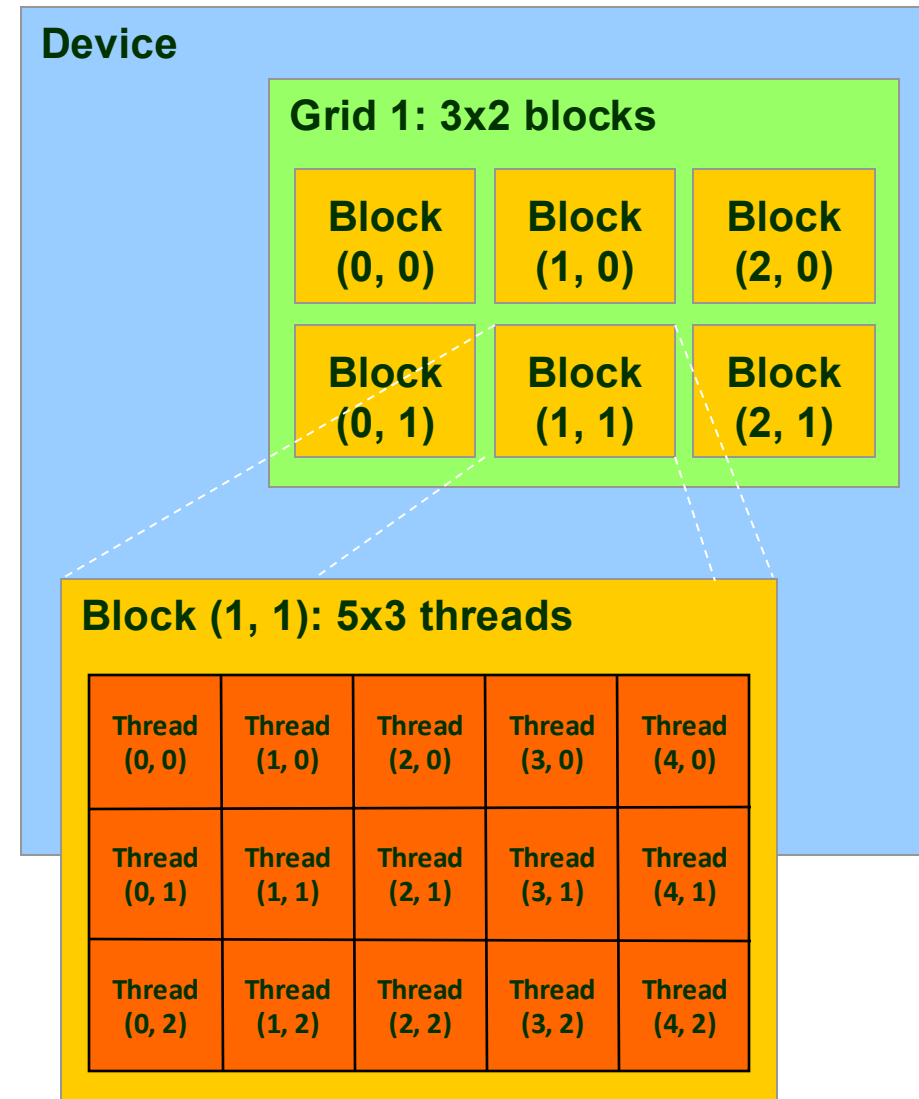 Device
Grid 1: 3x2 blocks
Block
(0, 0)
Block
(1, 0)
Block
(2, 0)
Block
(0, 1)
Block
(1, 1)
Block
(2, 1)
Block (1, 1): 5x3 threads
Thread
(0, 0)
Thread
(1, 0)
Thread
(2, 0)
Thread
(3, 0)
Thread
(4, 0)
Thread
(0, 1)
Thread
(1, 1)
Thread
(2, 1)
Thread
(3, 1)
Thread
(4, 1)
Thread
(0, 2)
Thread
(1, 2)
Thread
(2, 2)
Thread
(3, 2)
Thread
(4, 2)